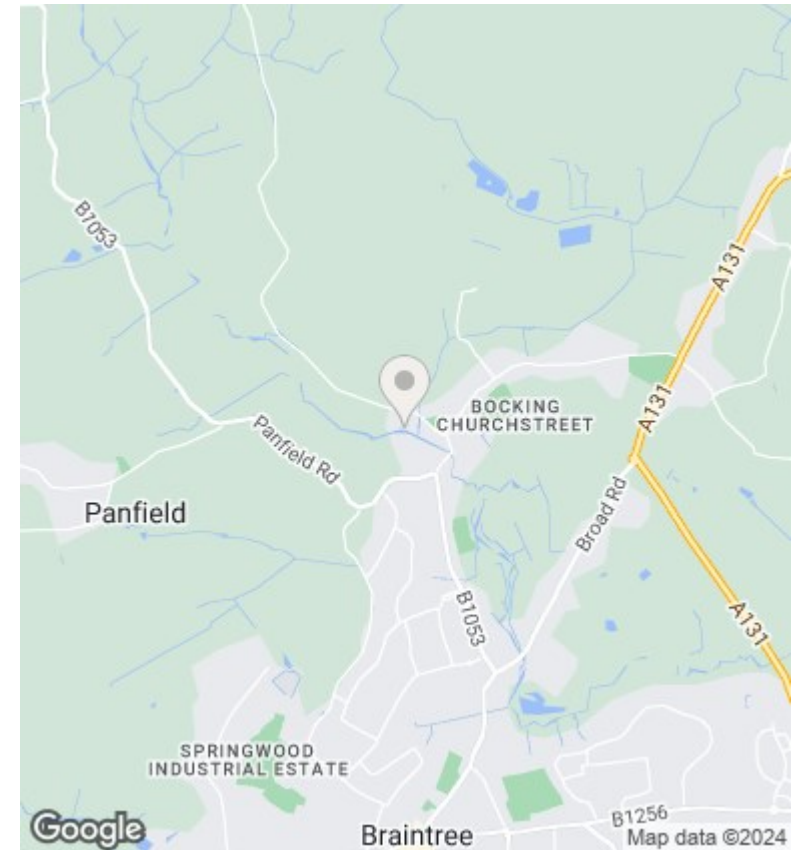 B7053
A131
BOCKING
CHURCHSTREET
A131
Panfield Rd
Panfield
Broad Rd
B1053
A131
SPRINGWOOD
INDUSTRIAL ESTATE
B1256
Google
Braintree
Map data ©2024